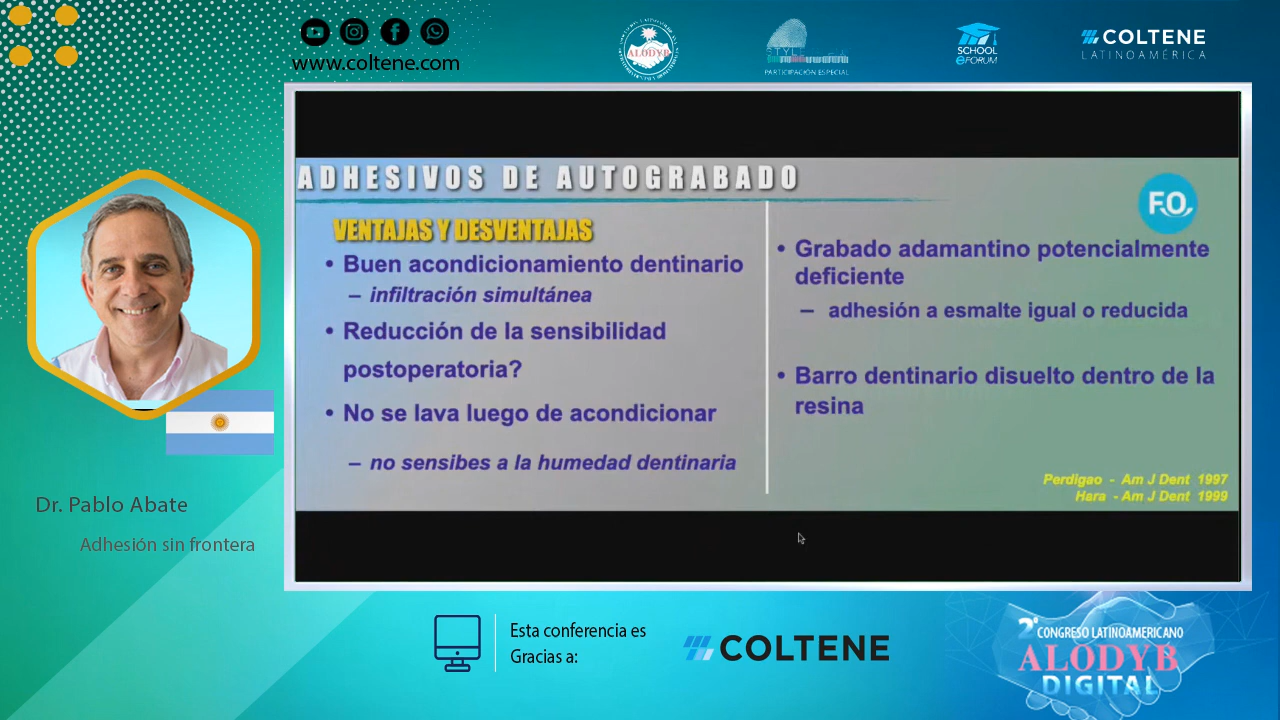 www.coltene.com
ALODYB
STYLE
PARTICIPACIÓN ESPECIAL
SCHOOL
eFORUM
COLTENE
LATINOAMÉRICA
ADHESIVOS DE AUTOGRABADO
F.O.
VENTAJAS Y DESVENTAJAS
• Buen acondicionamiento dentinario
– infiltración simultánea
• Reducción de la sensibilidad
postoperatoria?
• No se lava luego de acondicionar
– no sensibes a la humedad dentinaria
• Grabado adamantino potencialmente
deficiente
– adhesión a esmalte igual o reducida
• Barro dentinario disuelto dentro de la
resina
Perdigao - Am J Dent 1997
Hara - Am J Dent 1999
Dr. Pablo Abate
Adhesión sin frontera
Esta conferencia es
Gracias a:
COLTENE
2° CONGRESO LATINOAMERICANO
ALODYB
DIGITAL